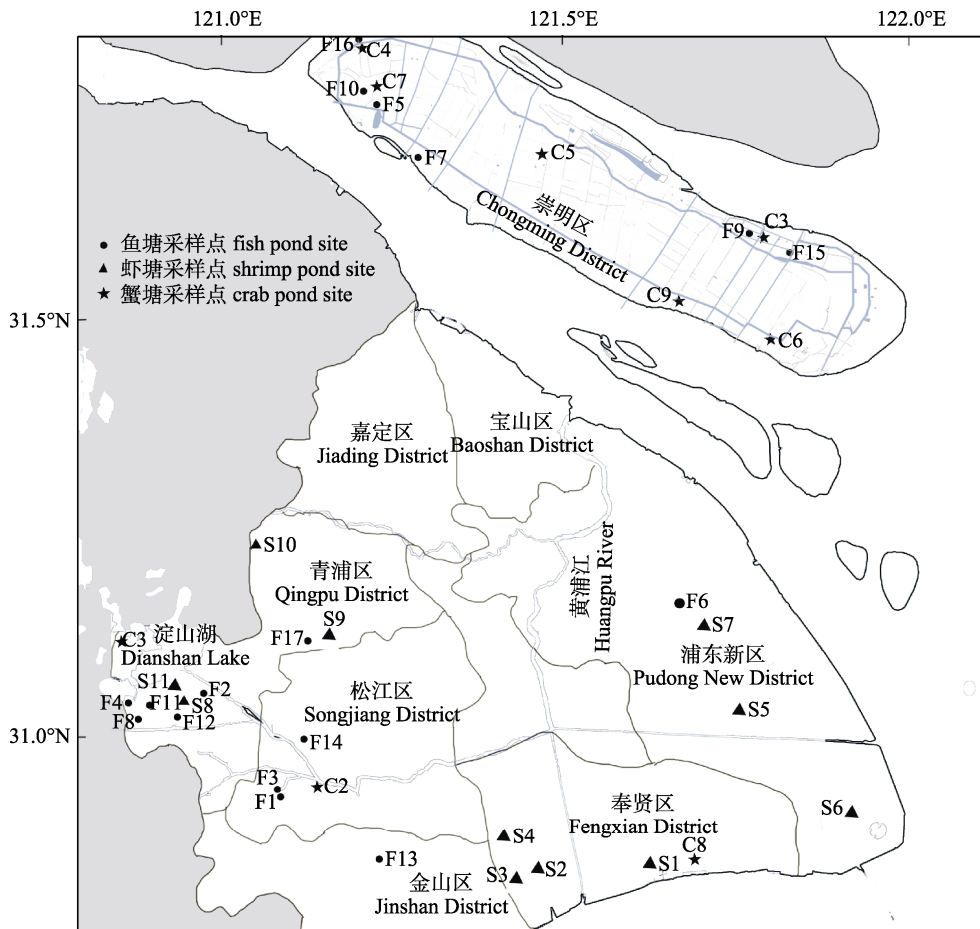 121.0°E
121.5°E
122.0°E
F16
C4
F10
C7
F5
F7
C5
崇明区
Chongming District
F9
C3
F15
C9
C6
鱼塘采样点 fish pond site
虾塘采样点 shrimp pond site
蟹塘采样点 crab pond site
31.5°N
嘉定区
Jiading District
宝山区
Baoshan District
S10
青浦区
Qingpu District
S9
F17
黄浦江
Huangpu River
F6
S7
浦东新区
Pudong New District
S5
C3
淀山湖
Dianshan Lake
S11
F2
F4
F11
S8
F8
F12
松江区
Songjiang District
F14
31.0°N
F3
F1
C2
奉贤区
Fengxian District
S6
S4
C8
S1
S3
S2
F13
金山区
Jinshan District